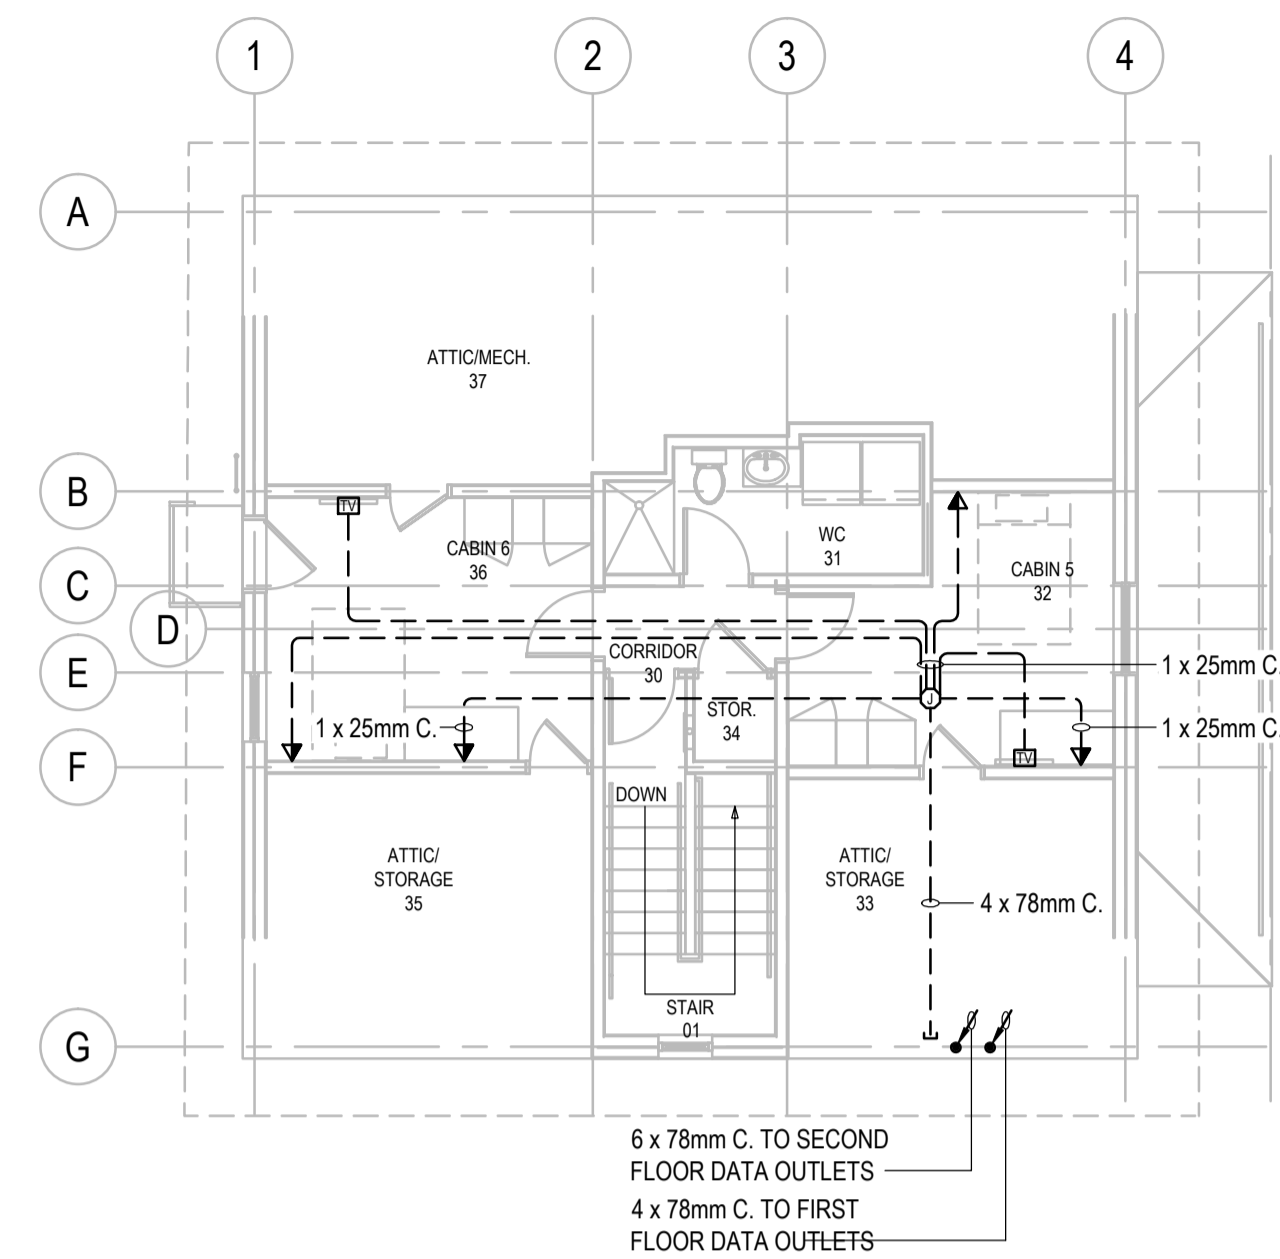 1
2
3
4
A
ATTIC/MECH.
37
B
TV
CABIN 6
36
WC
31
C
CABIN 5
32
D
E
CORRIDOR
30
1 x 25mm C.
J
1 x 25mm C.
STOR.
34
1 x 25mm C.
TV
F
DOWN
ATTIC/
STORAGE
35
ATTIC/
STORAGE
33
4 x 78mm C.
STAIR
01
G
6 x 78mm C. TO SECOND
FLOOR DATA OUTLETS
4 x 78mm C. TO FIRST
FLOOR DATA OUTLETS